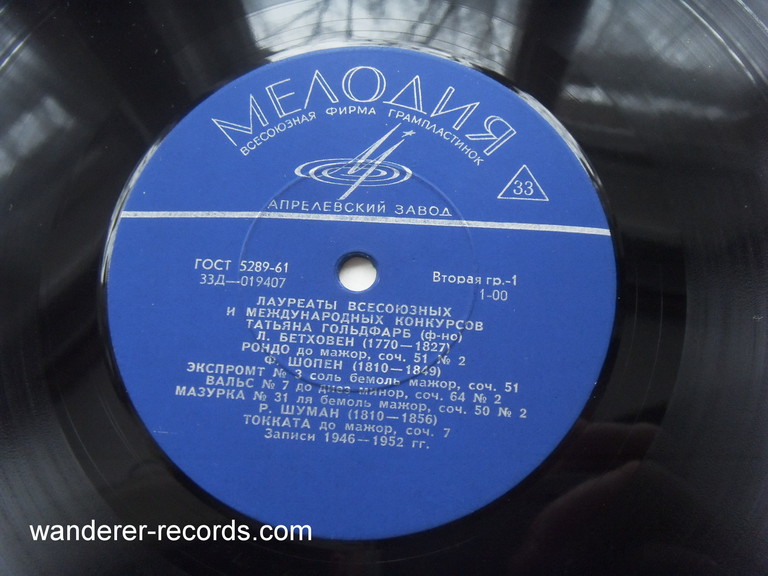 МЕЛОДИЯ
ВСЕСОЮЗНАЯ ФИРМА ГРАМПЛАСТИНОК
33
АПРЕЛЕВСКИЙ ЗАВОД
ГОСТ 5289-61
Вторая гр.-1
33Д—019407
1-00
ЛАУРЕАТЫ ВСЕСОЮЗНЫХ
И МЕЖДУНАРОДНЫХ КОНКУРСОВ
ТАТЬЯНА ГОЛЬДФАРБ (ф-но)
Л. БЕТХОВЕН (1770—1827)
РОНДО до мажор, соч. 51 № 2
Ф. ШОПЕН (1810—1849)
ЭКСПРОМТ № 3 соль бемоль мажор, соч. 51
ВАЛЬС № 7 до диез минор, соч. 64 № 2
МАЗУРКА № 31 ля бемоль мажор, соч. 50 № 2
Р. ШУМАН (1810—1856)
ТОККАТА до мажор, соч. 7
Записи 1946—1952 гг.
wanderer-records.com